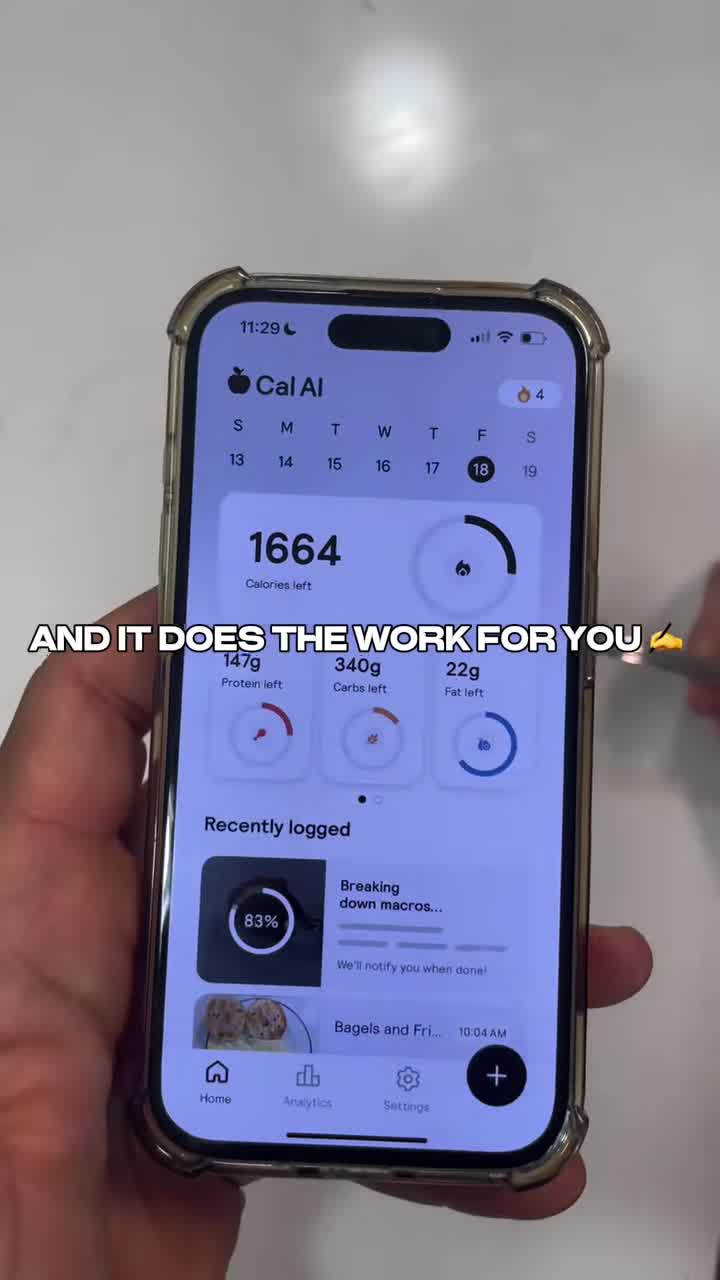 11:29
Cal AI
4
S M T W T F S
13 14 15 16 17 18 19
1664
Calories left
AND IT DOES THE WORK FOR YOU ✍️
147g 340g 22g
Protein left Carbs left Fat left
Recently logged
Breaking
down macros...
83%
We'll notify you when done!
Bagels and Fri... 10:04 AM
Home Analytics Settings